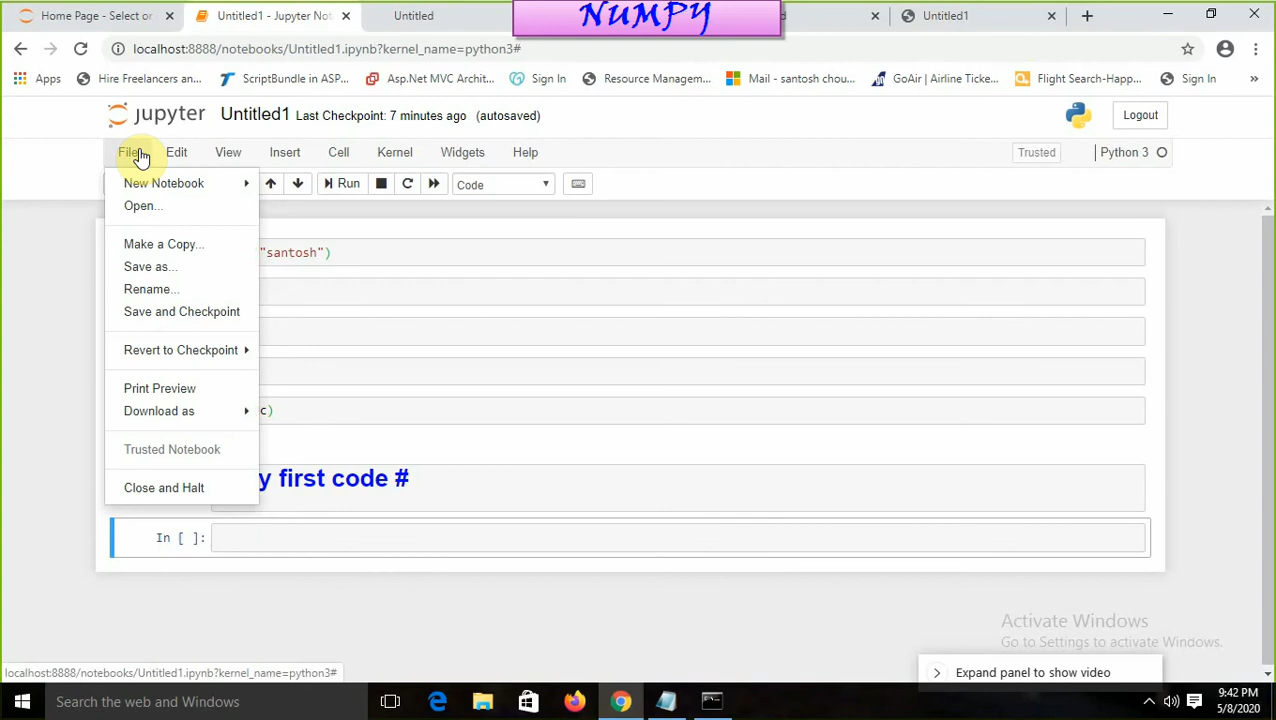 Home Page - Select or
Untitled1 - Jupyter Not
Untitled
NUMPY
d
Untitled1
localhost:8888/notebooks/Untitled1.ipynb?kernel_name=python3#
Apps
Hire Freelancers an...
ScriptBundle in ASP...
Asp.Net MVC Archit...
Sign In
Resource Managem...
Mail - santosh chou...
GoAir | Airline Ticke...
Flight Search-Happ...
Sign In
»
jupyter Untitled1 Last Checkpoint: 7 minutes ago (autosaved)
Logout
File Edit View Insert Cell Kernel Widgets Help
Trusted
Python 3
New Notebook
Run
Code
Open...
Make a Copy...
"santosh")
Save as...
Rename...
Save and Checkpoint
Revert to Checkpoint
Print Preview
Download as
c)
Trusted Notebook
y first code #
Close and Halt
In [ ]:
Activate Windows
Go to Settings to activate Windows.
localhost:8888/notebooks/Untitled1.ipynb?kernel_name=python3#
Expand panel to show video
Search the web and Windows
9:42 PM
5/8/2020